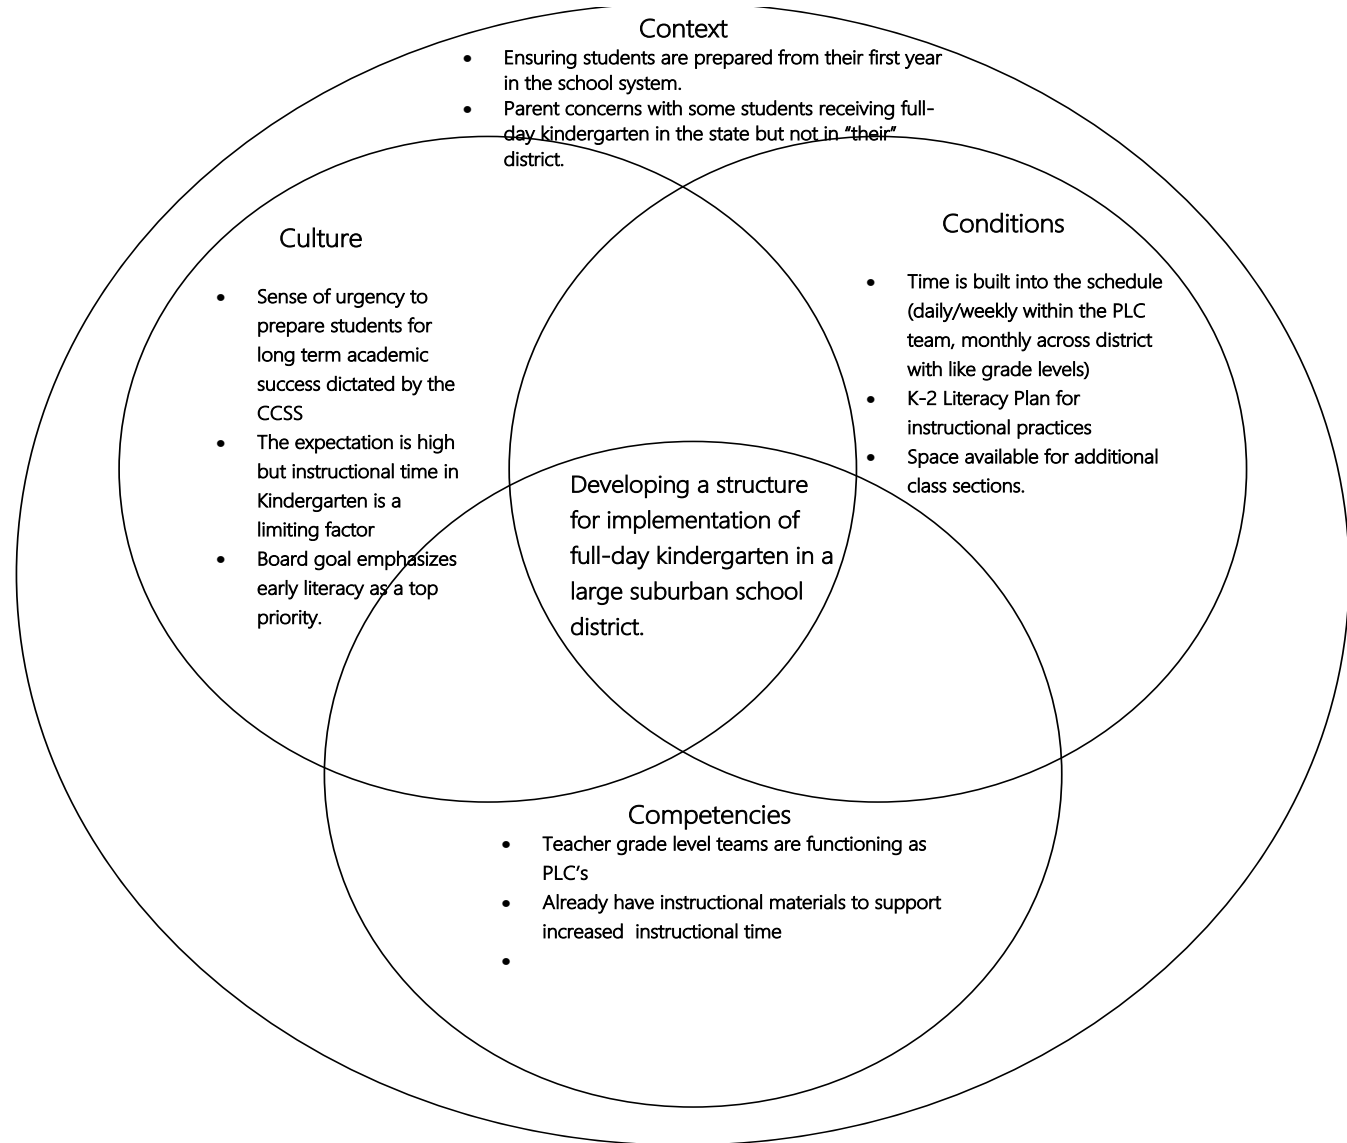 Context
• Ensuring students are prepared from their first year
in the school system.
• Parent concerns with some students receiving full-
day kindergarten in the state but not in “their”
district.
Culture
• Sense of urgency to
prepare students for
long term academic
success dictated by the
CCSS
• The expectation is high
but instructional time in
Kindergarten is a
limiting factor
• Board goal emphasizes
early literacy as a top
priority.
Conditions
• Time is built into the schedule
(daily/weekly within the PLC
team, monthly across district
with like grade levels)
• K-2 Literacy Plan for
instructional practices
• Space available for additional
class sections.
Developing a structure
for implementation of
full-day kindergarten in a
large suburban school
district.
Competencies
• Teacher grade level teams are functioning as
PLC’s
• Already have instructional materials to support
increased  instructional time
•